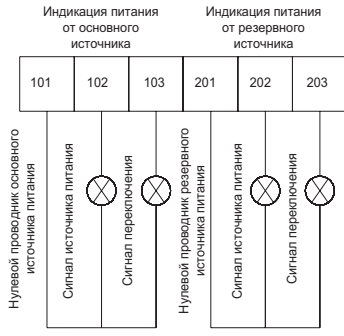 Индикация питания
от основного
источника
Индикация питания
от резервного
источника
101
102
103
201
202
203
Нулевой проводник основного
источника питания
Сигнал источника питания
Сигнал переключения
Нулевой проводник резервного
источника питания
Сигнал источника питания
Сигнал переключения